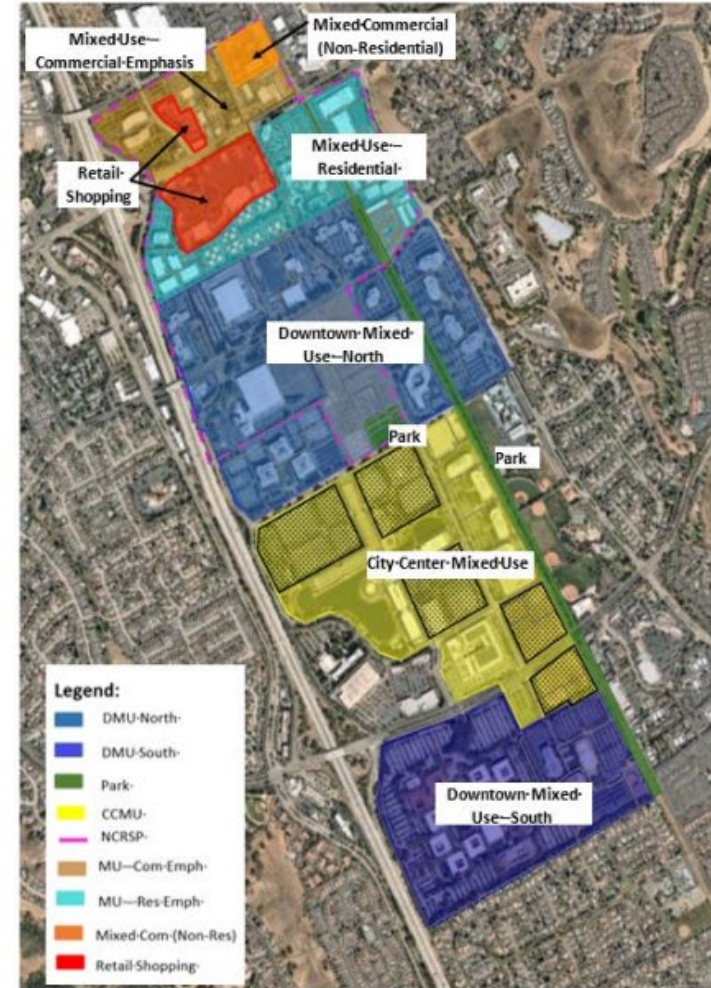 Mixed Commercial
(Non-Residential)
Mixed-Use-–
Commercial-Emphasis
Mixed-Use-–
Residential-
Retail-
Shopping
Downtown-Mixed-
Use-–North-
Park-
Park
City-Center-Mixed-Use
Downtown-Mixed-
Use-–South-
Legend:
DMU-North-
DMU-South-
Park-
CCMU-
NCRSP-
MU-–-Com-Emph-
MU-–-Res-Emph-
Mixed-Com-(Non-Res)
Retail-Shopping-